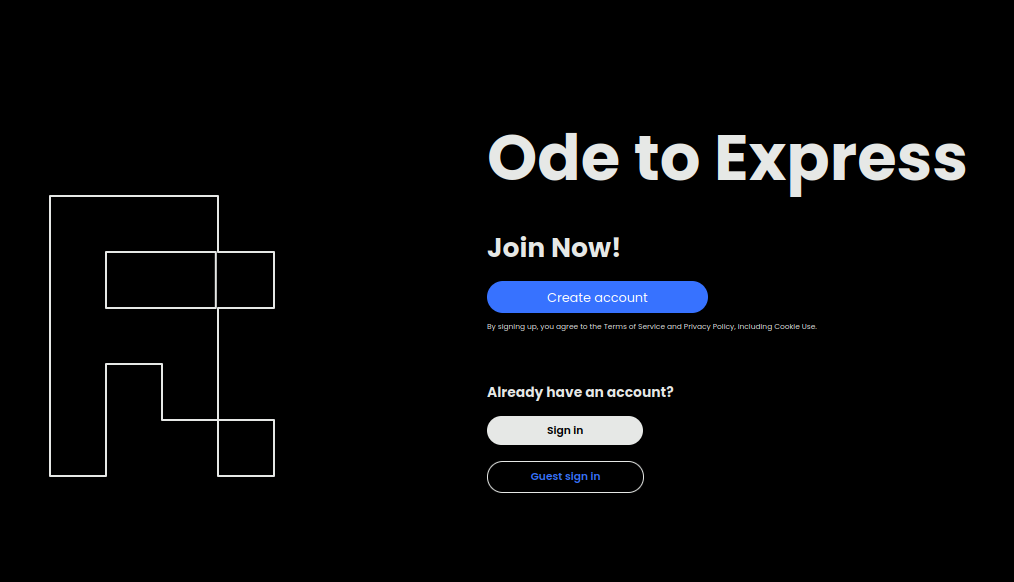 Ode to Express
Join Now!
Create account
By signing up, you agree to the Terms of Service and Privacy Policy, including Cookie Use.
Already have an account?
Sign in
Guest sign in